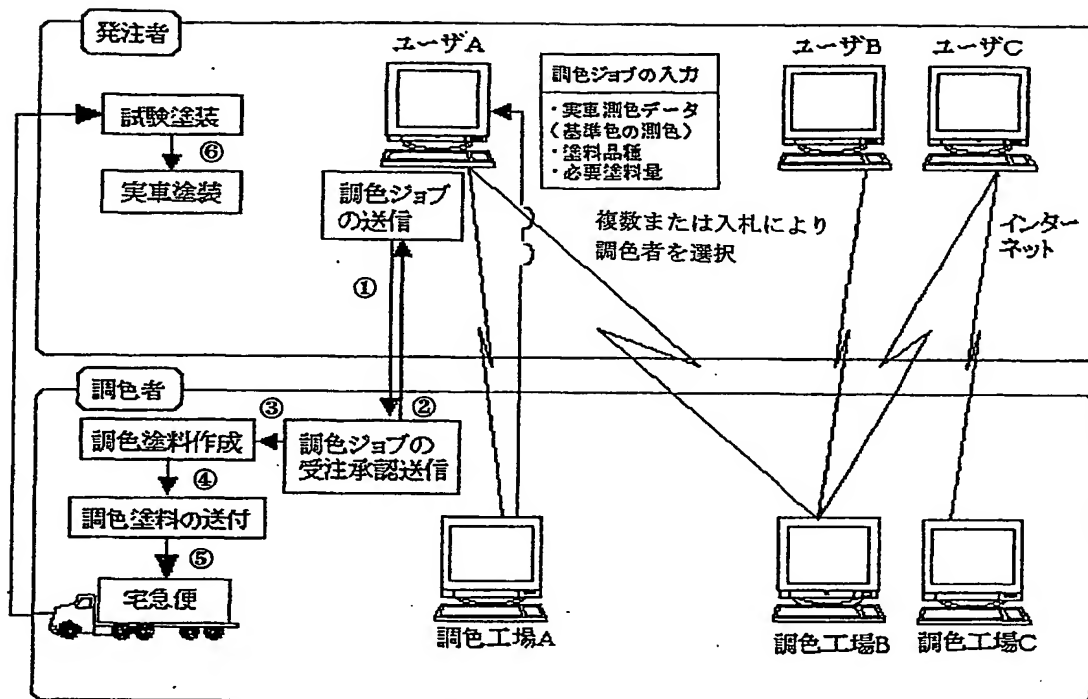 発注者
ユーザA
ユーザB
ユーザC
調色ジョブの入力
・実車測色データ
(基準色の測色)
・塗料品種
・必要塗料量
試験塗装
⑥
実車塗装
調色ジョブ
の送信
複数または入札により
調色者を選択
インター
ネット
①
調色者
③
②
調色塗料作成
調色ジョブの
受注承認送信
④
調色塗料の送付
⑤
宅急便
調色工場A
調色工場B
調色工場C